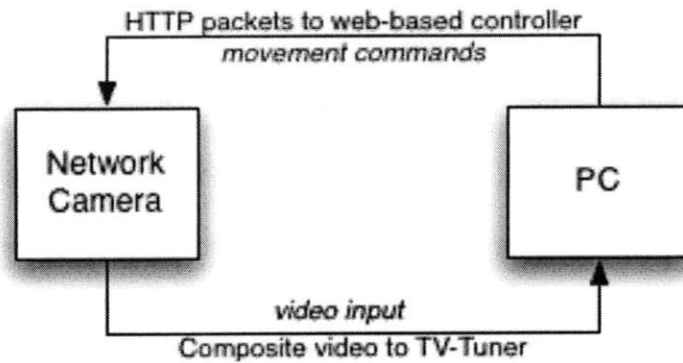 HTTP packets to web-based controller
movement commands
Network
Camera
PC
video input
Composite video to TV-Tuner